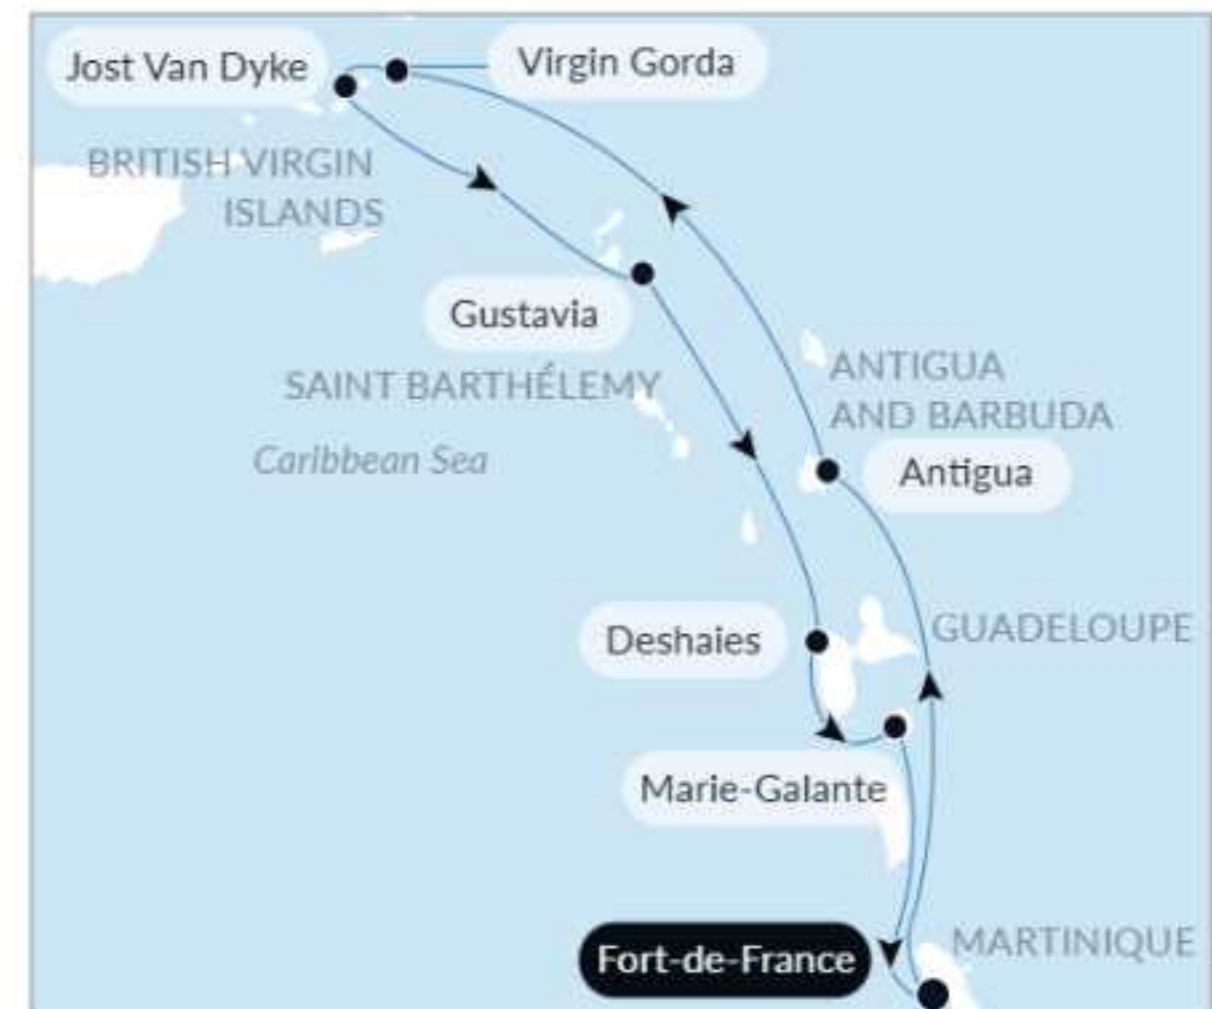 Jost Van Dyke
Virgin Gorda
BRITISH VIRGIN
ISLANDS
Gustavia
SAINT BARTHÉLEMY
ANTIGUA
AND BARBUDA
Caribbean Sea
Antigua
GUADELOUPE
Deshaies
Marie-Galante
MARTINIQUE
Fort-de-France